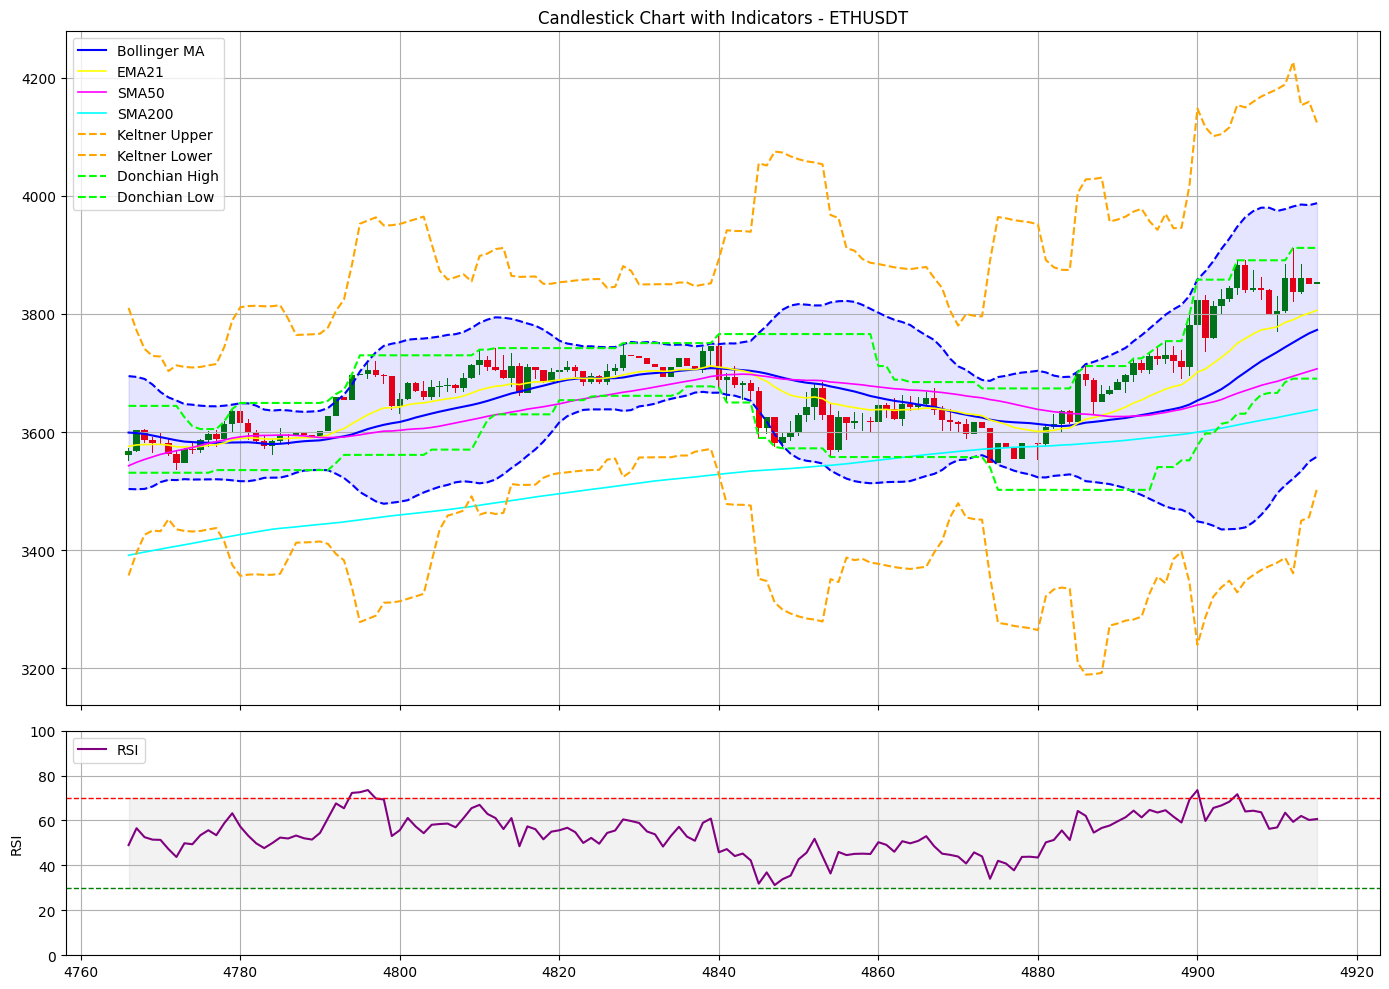 Candlestick Chart with Indicators - ETHUSDT
Bollinger MA
EMA21
SMA50
SMA200
Keltner Upper
Keltner Lower
Donchian High
Donchian Low
4200
4000
3800
3600
3400
3200
RSI
100
80
60
40
20
0
RSI
4760 4780 4800 4820 4840 4860 4880 4900 4920